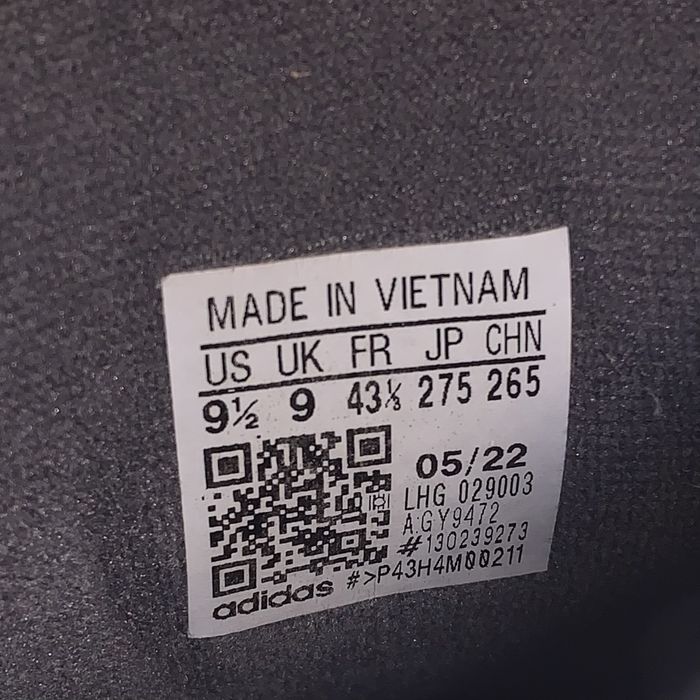 MADE IN VIETNAM
US UK FR JP CHN
9½ 9 43⅓ 275 265
05/22
LHG 029003
A:GY9472
#130239273
#>P43H4M00211
adidas